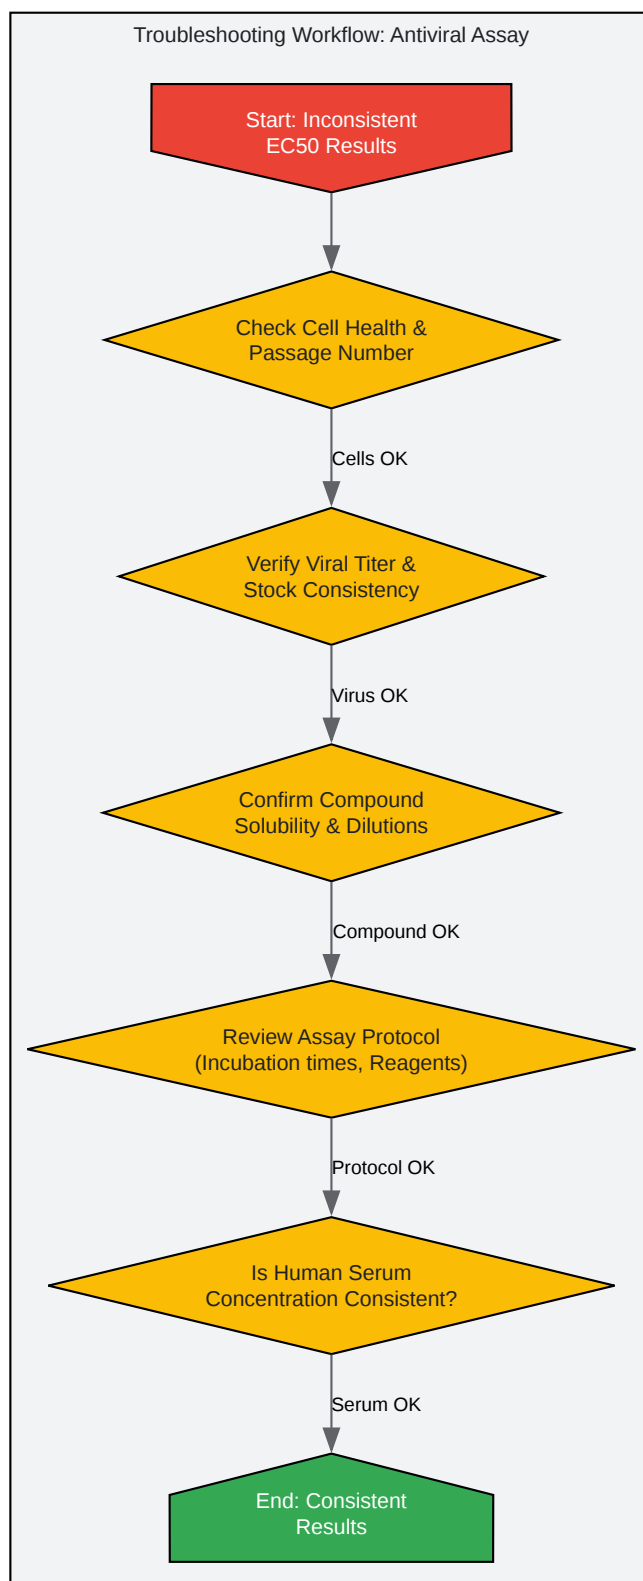 Troubleshooting Workflow: Antiviral Assay
Start: Inconsistent
EC50 Results
Check Cell Health &
Passage Number
Cells OK
Verify Viral Titer &
Stock Consistency
Virus OK
Confirm Compound
Solubility & Dilutions
Compound OK
Review Assay Protocol
(Incubation times, Reagents)
Protocol OK
Is Human Serum
Concentration Consistent?
Serum OK
End: Consistent
Results